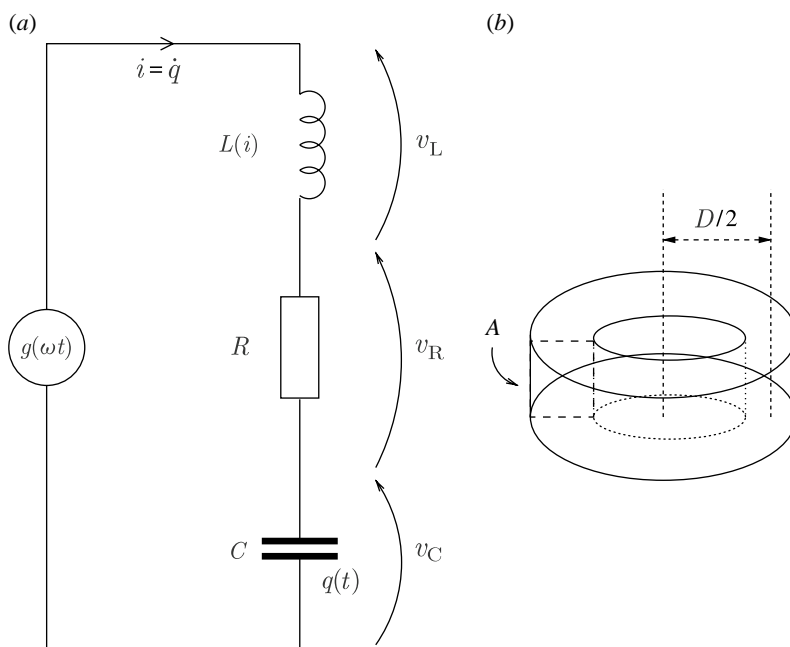 (a)
i = q̇
L(i)
v_L
g(ωt)
R
v_R
C
q(t)
v_C
(b)
D/2
A